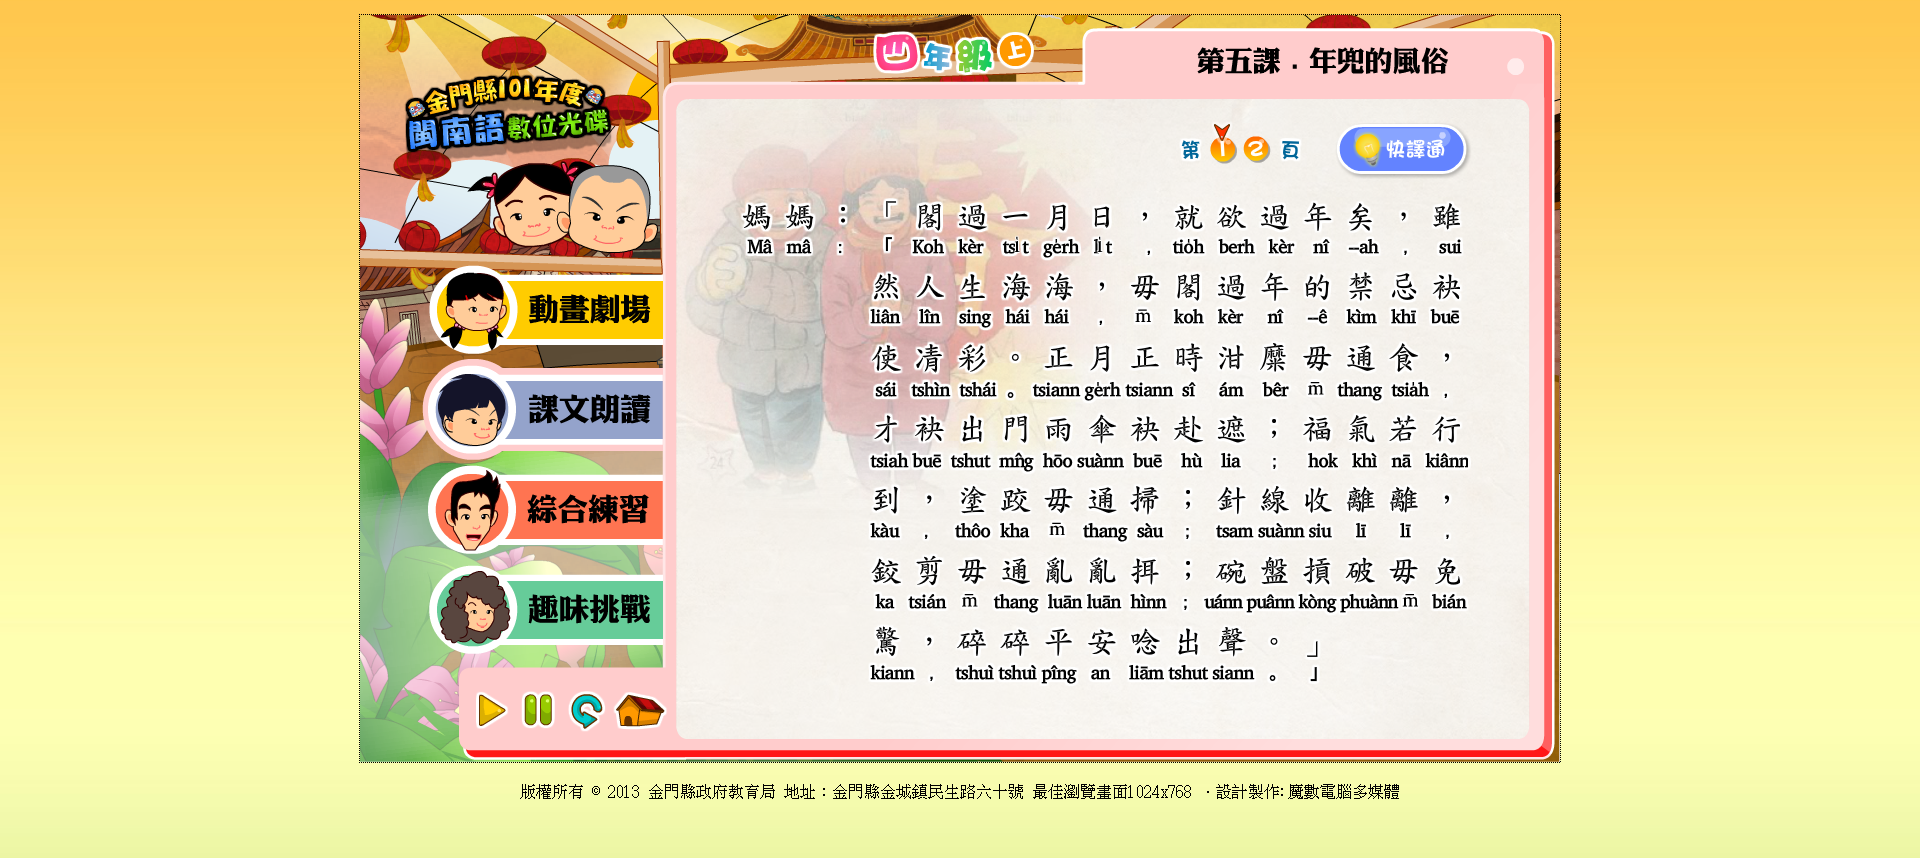 四年級上
第五課．年兜的風俗
金門縣101年度
閩南語數位光碟
第 1 2 頁
快譯通
媽媽：「閣過一月日，就欲過年矣，雖
Mâ mâ : 「 Koh kèr tsi̍t ge̍rh li̍t , tio̍h berh kèr nî --ah , sui
然人生海海，毋閣過年的禁忌袂
liân lîn sing hái hái , m̄ koh kèr nî --ê kìm khī buē
使凊彩。正月正時泔糜毋通食，
sái tshìn tshái 。 tsiann ge̍rh tsiann sî ám bêr m̄ thang tsia̍h ,
才袂出門雨傘袂赴遮；福氣若行
tsiah buē tshut mn̂g hōo suànn buē hù lia ; hok khì nā kiânn
到，塗跤毋通掃；針線收離離，
kàu , thôo kha m̄ thang sàu ; tsam suànn siu lī lī ,
鉸剪毋通亂亂挕；碗盤摃破毋免
ka tsián m̄ thang luān luān hìnn ; uánn puânn kòng phuànn m̄ bián
驚，碎碎平安唸出聲。」
kiann , tshuì tshuì pîng an liām tshut siann 。 」
動畫劇場
課文朗讀
綜合練習
趣味挑戰
版權所有 © 2013 金門縣政府教育局 地址：金門縣金城鎮民生路六十號 最佳瀏覽畫面1024x768 ・設計製作: 魔數電腦多媒體